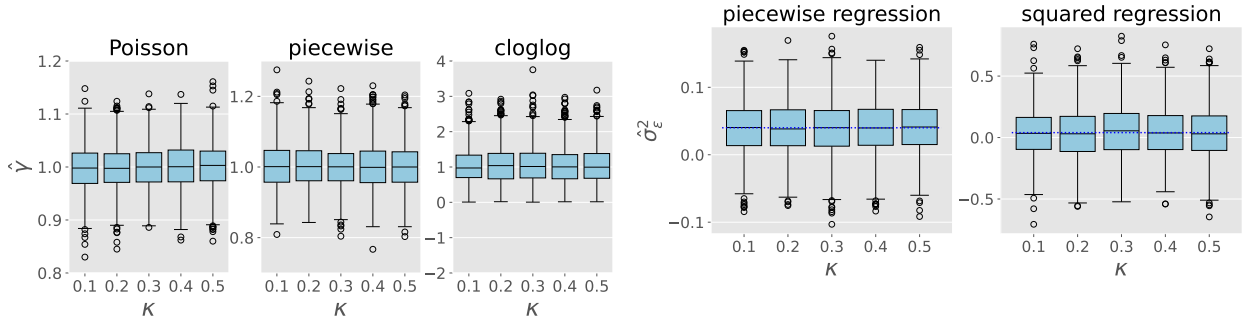 Poisson
piecewise
cloglog
γ̂
1.2
1.1
1.0
0.9
0.8
0.1 0.2 0.3 0.4 0.5
κ
1.2
1.0
0.8
0.1 0.2 0.3 0.4 0.5
κ
4
3
2
1
0
−1
−2
0.1 0.2 0.3 0.4 0.5
κ
piecewise regression
squared regression
σ̂²ε
0.1
0.0
−0.1
0.1 0.2 0.3 0.4 0.5
κ
0.5
0.0
−0.5
0.1 0.2 0.3 0.4 0.5
κ